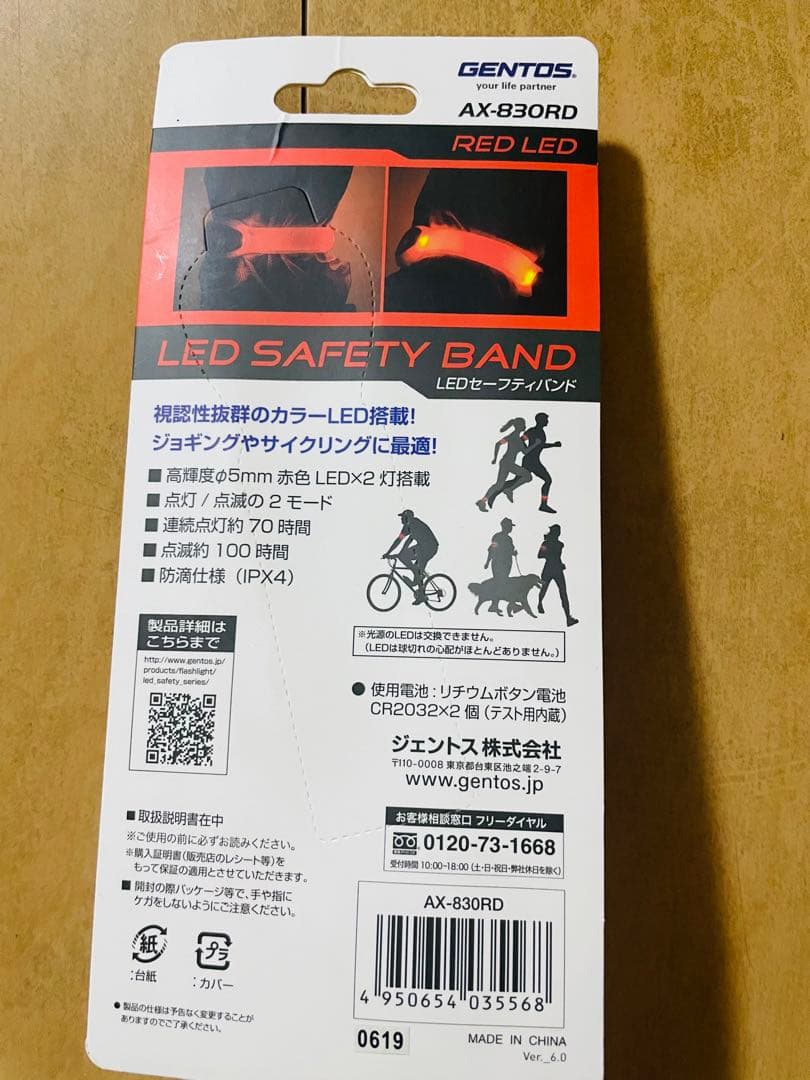 GENTOS®
your life partner
AX-830RD
RED LED
LED SAFETY BAND
LEDセーフティバンド
視認性抜群のカラーLED搭載!
ジョギングやサイクリングに最適!
■ 高輝度φ5mm 赤色 LED×2 灯搭載
■ 点灯 / 点滅の 2 モード
■ 連続点灯約 70 時間
■ 点滅約 100 時間
■ 防滴仕様 (IPX4)
製品詳細は
こちらまで
http://www.gentos.jp/
products/flashlight/
led_safety_series/
※光源のLEDは交換できません。
(LEDは球切れの心配がほとんどありません。)
● 使用電池 : リチウムボタン電池
CR2032×2 個 (テスト用内蔵)
ジェントス 株式会社
〒110-0008 東京都台東区池之端 2-9-7
www.gentos.jp
■ 取扱説明書在中
※ご使用の前に必ずお読みください。
※購入証明書(販売店のレシート等)を
もって保証の適用とさせていただきます。
■ 開封の際パッケージ等で、手や指に
ケガをしないようにご注意ください。
お客様相談窓口 フリーダイヤル
0120-73-1668
受付時間 10:00~18:00 (土・日・祝日・弊社休日を除く)
紙
:台紙
プラ
:カバー
● 製品の仕様は予告なく変更することが
ありますのでご了承ください。
AX-830RD
4 950654 035568
0619
MADE IN CHINA
Ver._6.0